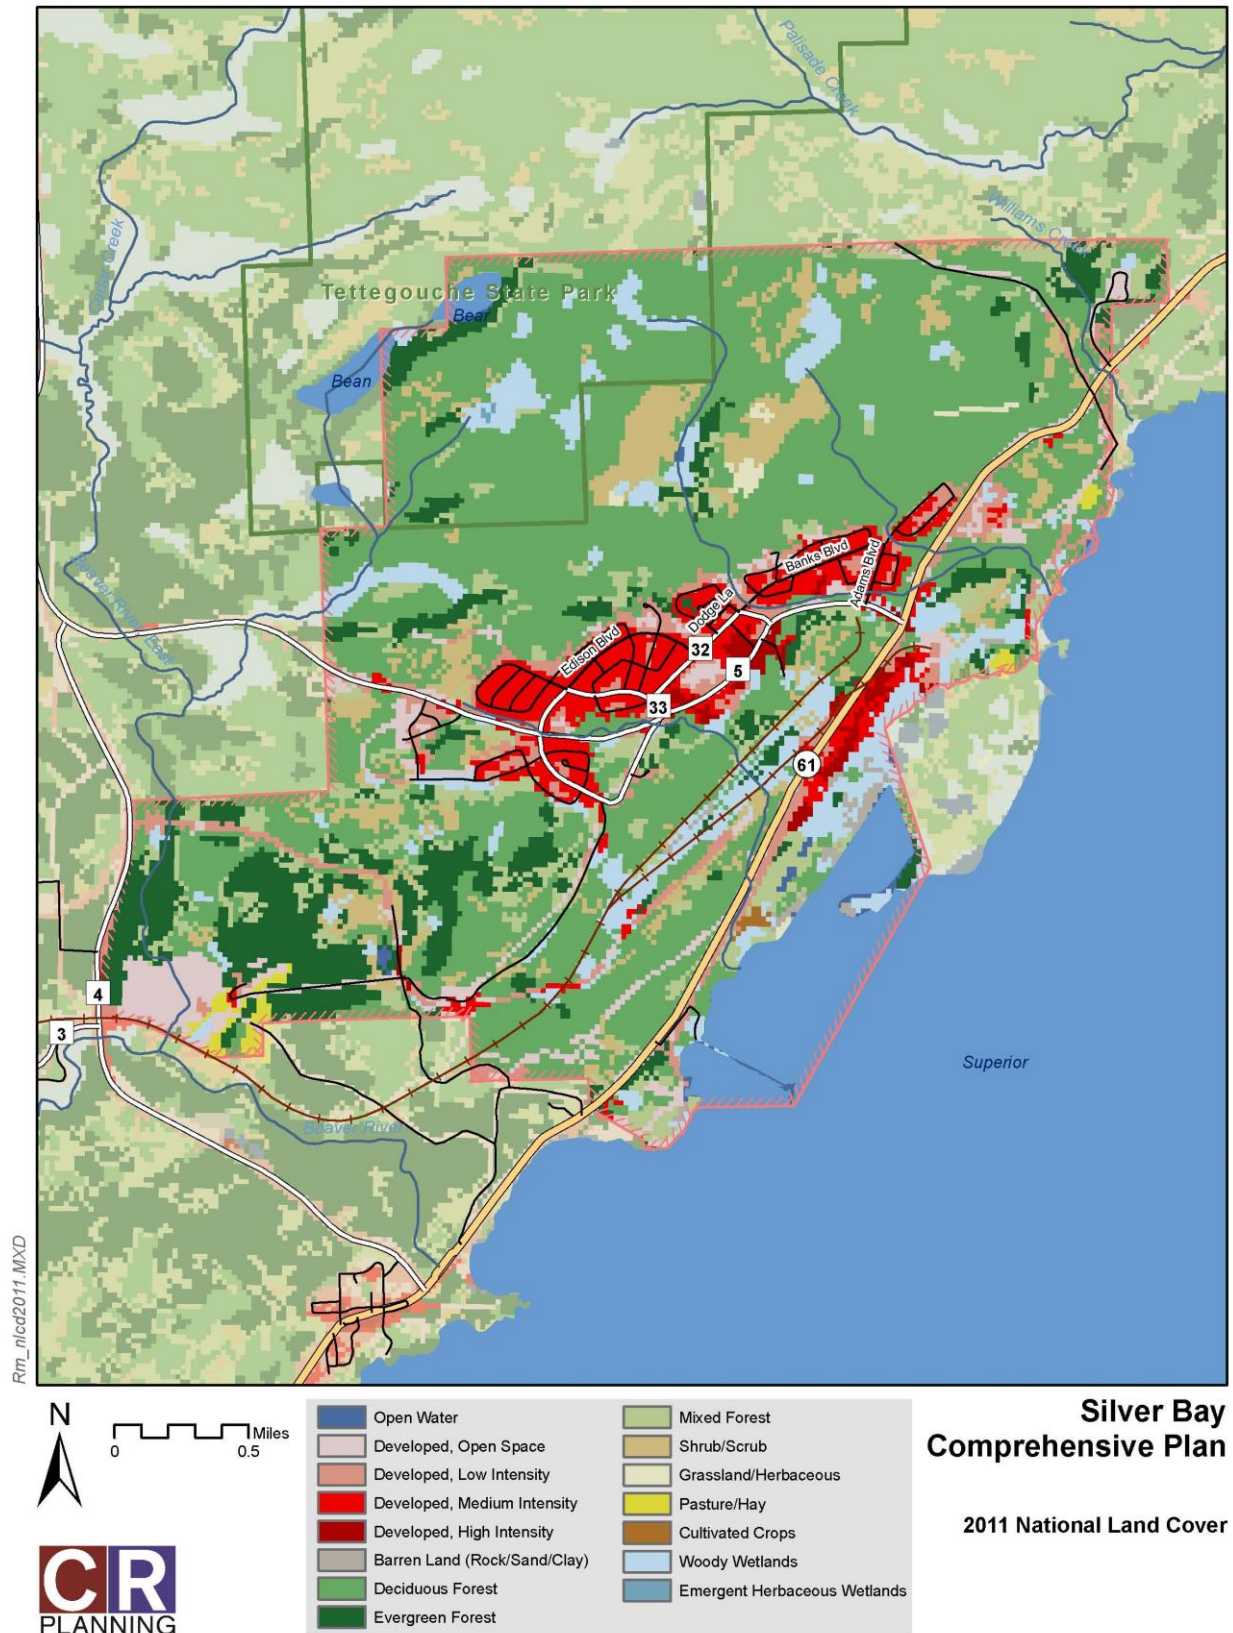 Palisade Creek
Williams Creek
Cedar Creek
Tettegouche State Park
Bear
Bean
Beaver River East
Banks Blvd
Adams Blvd
Dodge La
Edison Blvd
32
5
33
61
4
3
Superior
Beaver River
Rm_nlcd2011.MXD
N
0 0.5 Miles
Open Water
Developed, Open Space
Developed, Low Intensity
Developed, Medium Intensity
Developed, High Intensity
Barren Land (Rock/Sand/Clay)
Deciduous Forest
Evergreen Forest
Mixed Forest
Shrub/Scrub
Grassland/Herbaceous
Pasture/Hay
Cultivated Crops
Woody Wetlands
Emergent Herbaceous Wetlands
Silver Bay
Comprehensive Plan
2011 National Land Cover
CR
PLANNING